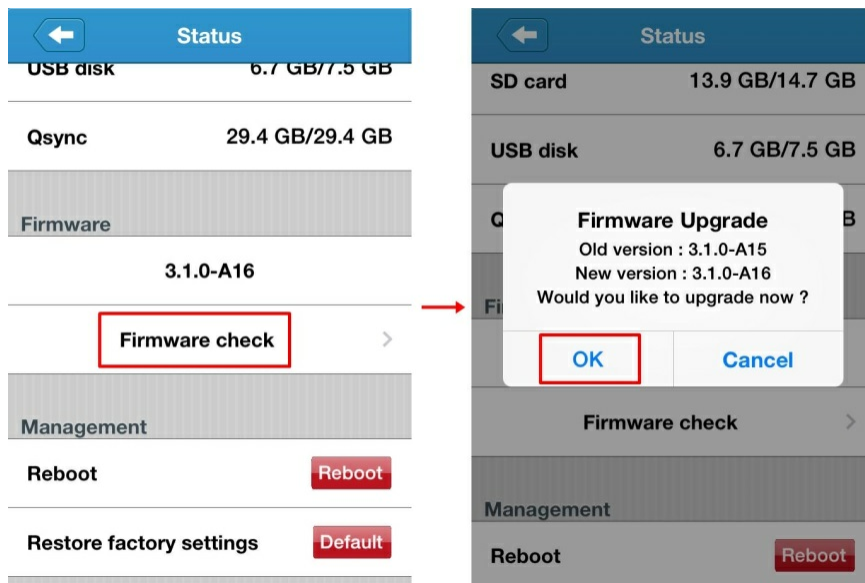 Status
USB disk 6.7 GB/7.5 GB
Qsync 29.4 GB/29.4 GB
Firmware
3.1.0-A16
Firmware check
Management
Reboot Reboot
Restore factory settings Default
Status
SD card 13.9 GB/14.7 GB
USB disk 6.7 GB/7.5 GB
Q B
Firmware Upgrade
Old version : 3.1.0-A15
New version : 3.1.0-A16
Would you like to upgrade now ?
Fi
OK Cancel
Firmware check
Management
Reboot Reboot